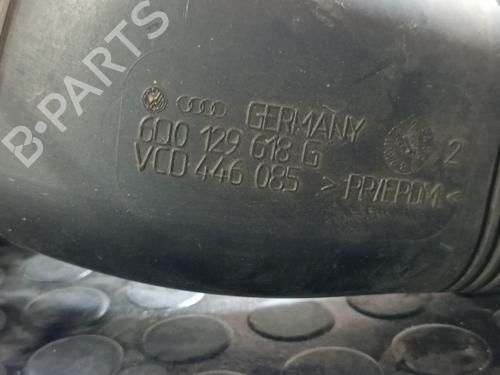 B-PARTS
GERMANY
6Q0 129 618 G 2
VCD 446 085 >PP/EPDM<